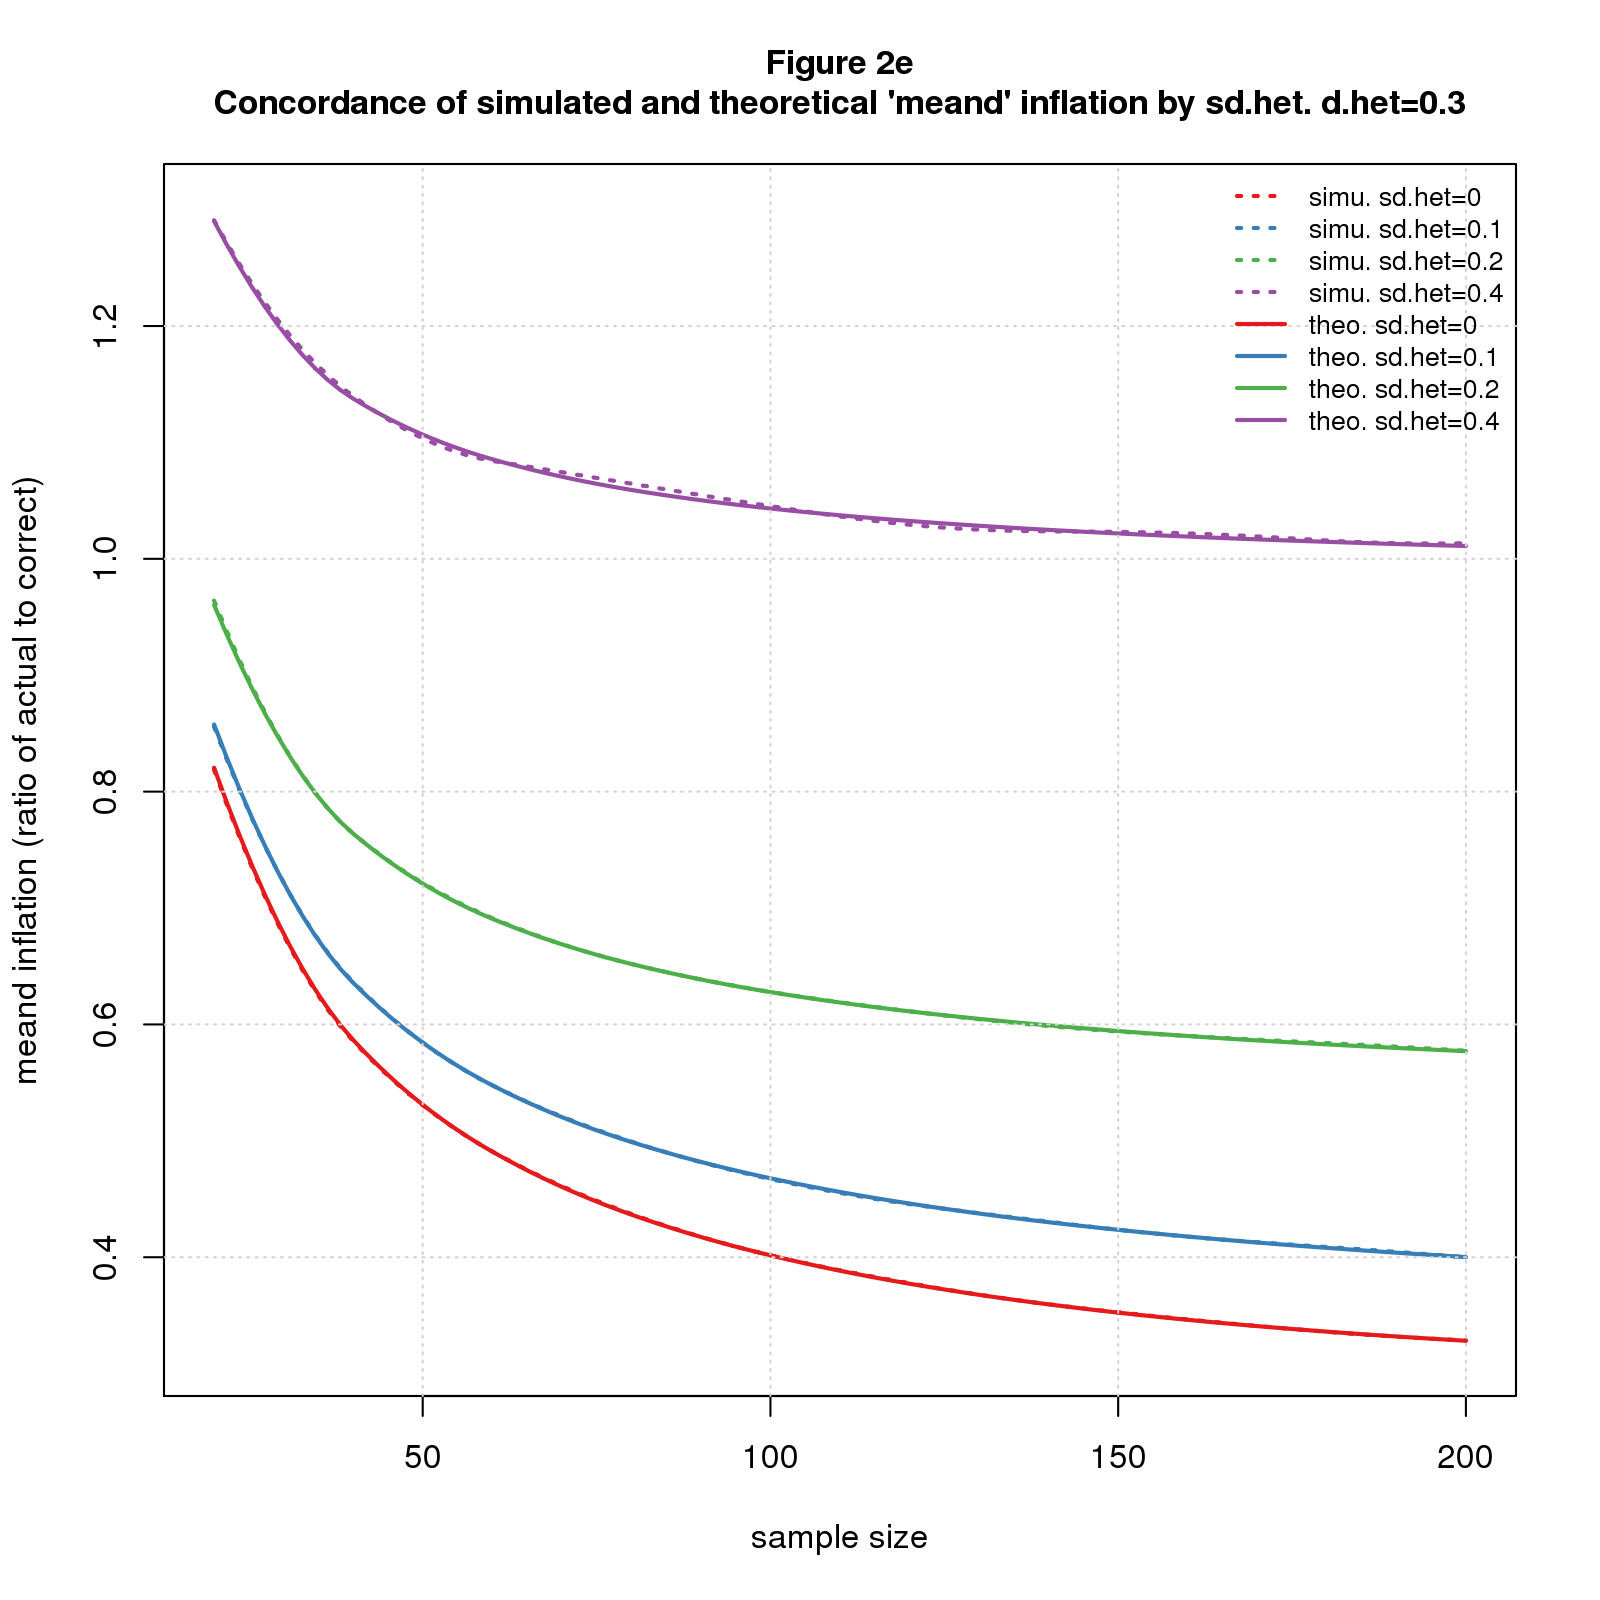 Figure 2e
Concordance of simulated and theoretical 'meand' inflation by sd.het. d.het=0.3
simu. sd.het=0
simu. sd.het=0.1
simu. sd.het=0.2
simu. sd.het=0.4
theo. sd.het=0
theo. sd.het=0.1
theo. sd.het=0.2
theo. sd.het=0.4
meand inflation (ratio of actual to correct)
1.2
1.0
0.8
0.6
0.4
50 100 150 200
sample size